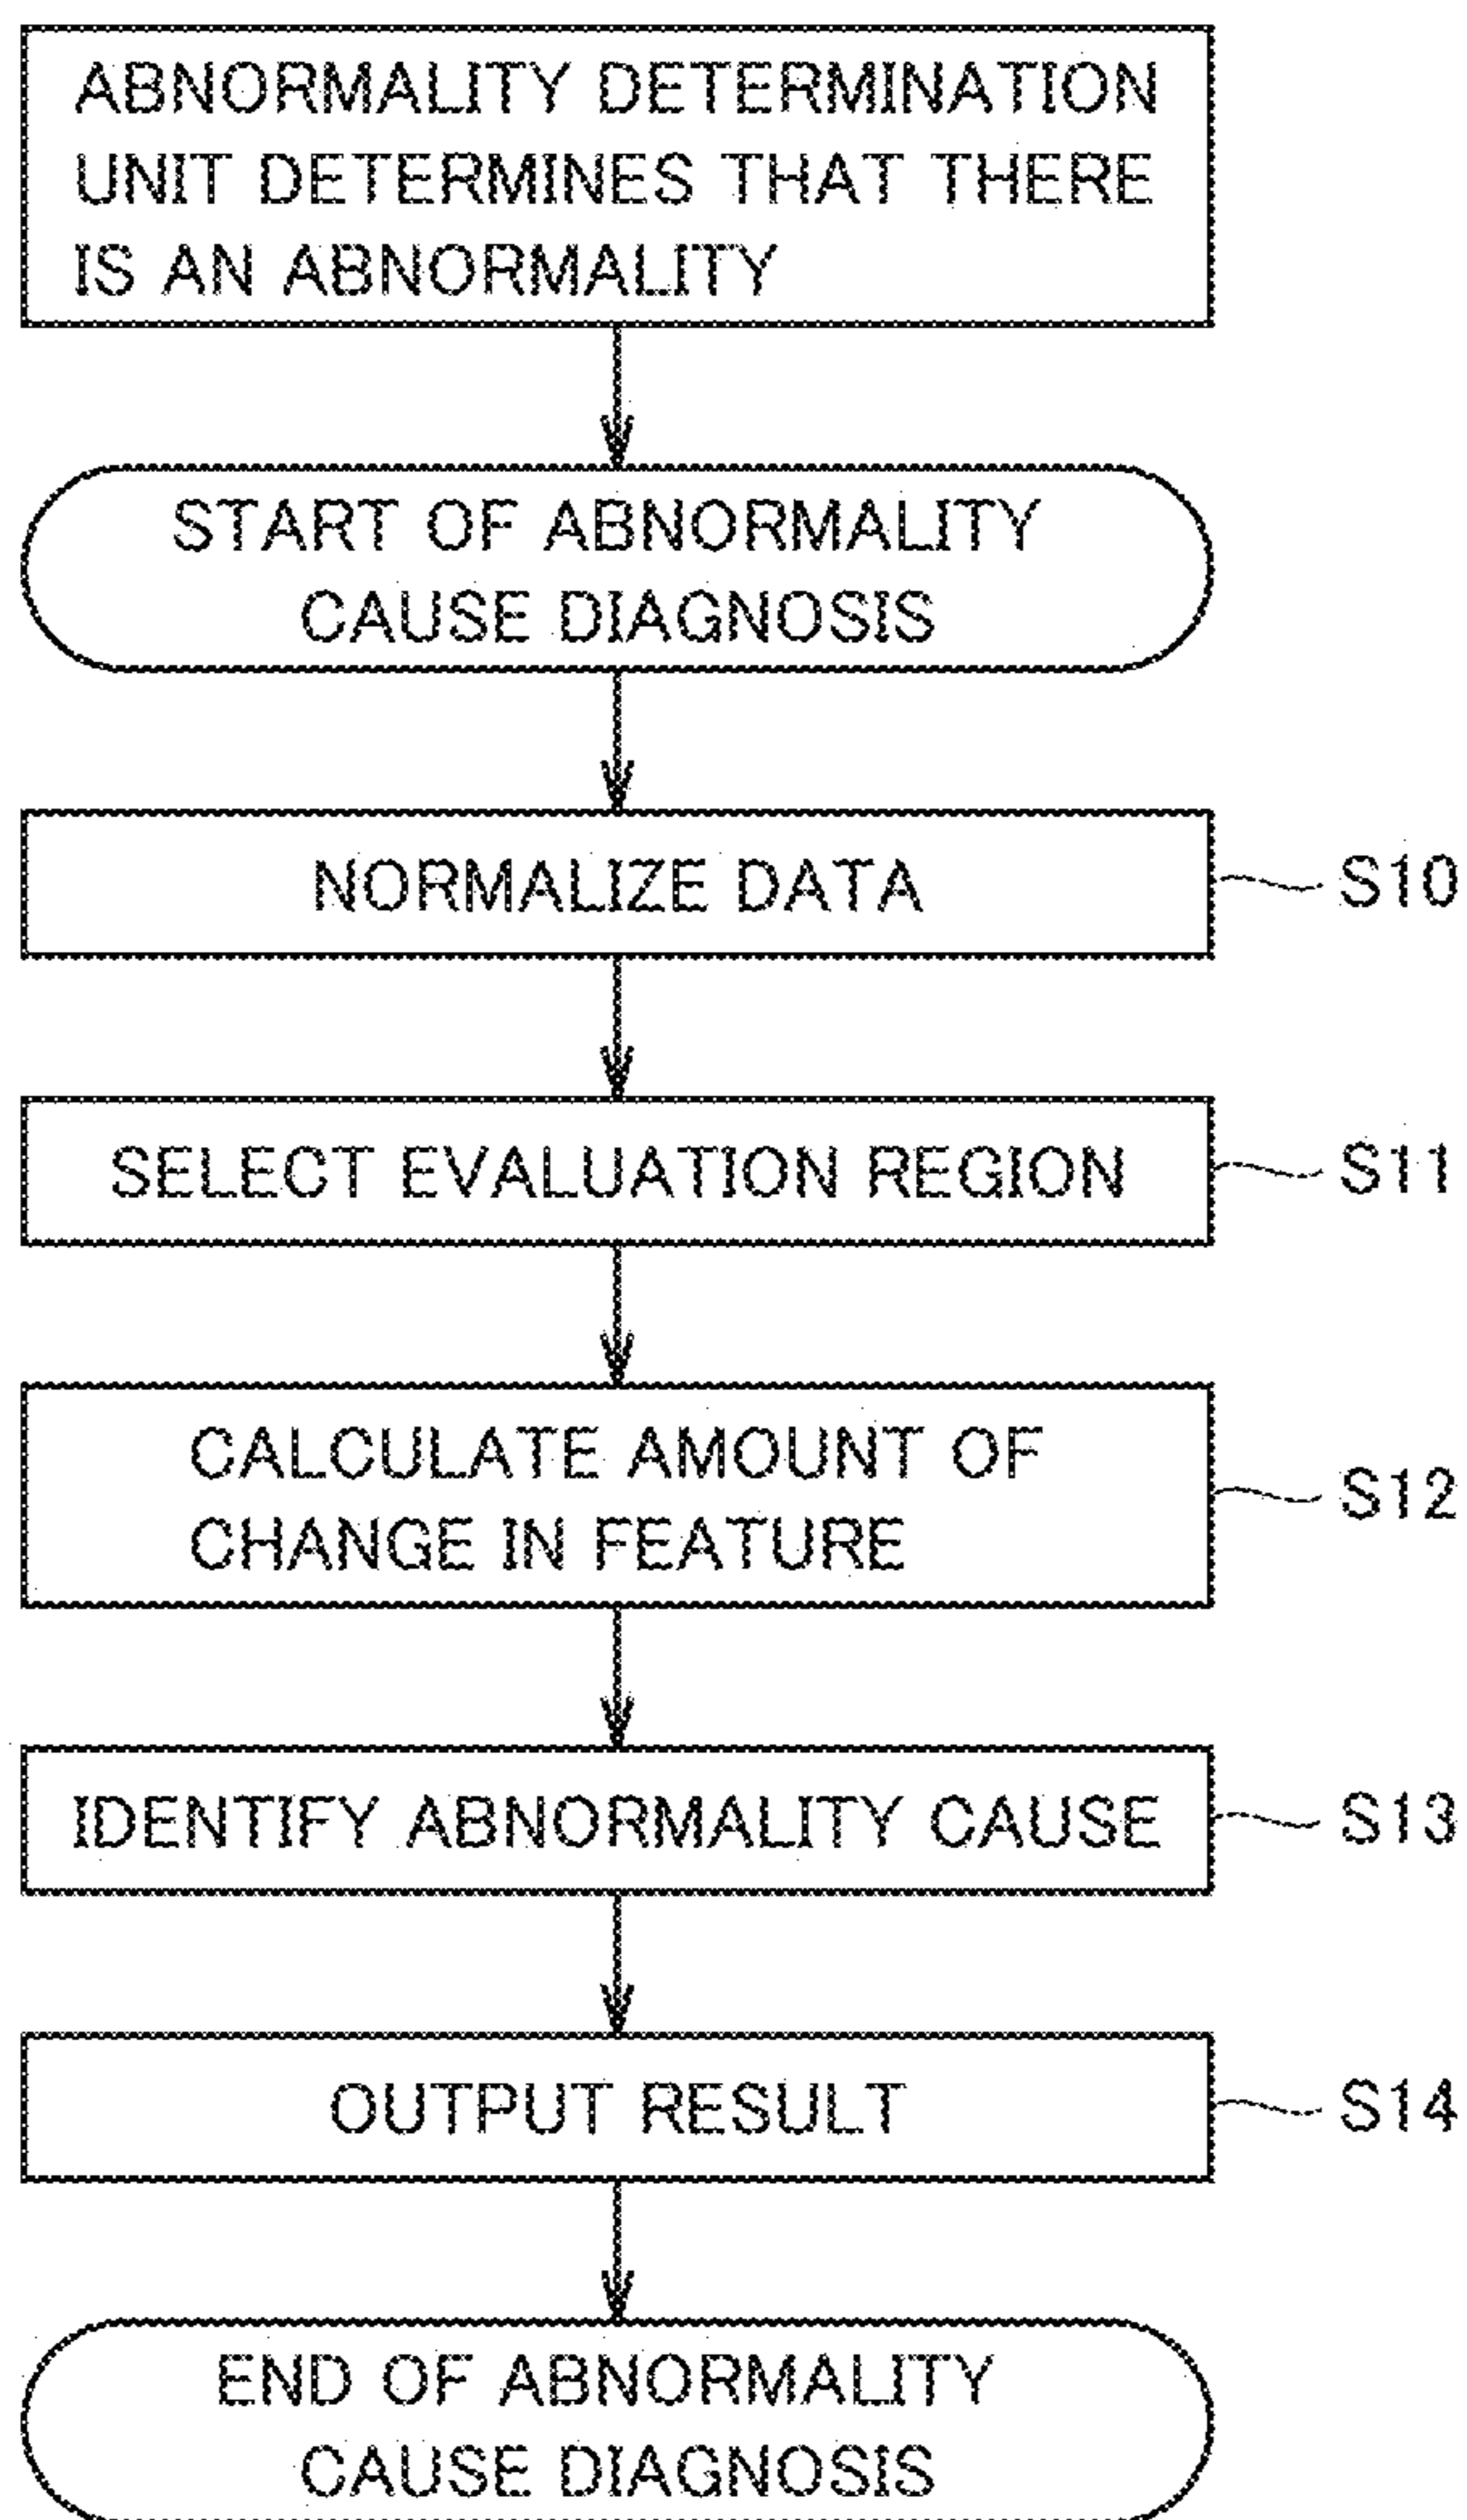 ABNORMALITY DETERMINATION
UNIT DETERMINES THAT THERE
IS AN ABNORMALITY
START OF ABNORMALITY
CAUSE DIAGNOSIS
NORMALIZE DATA
S10
SELECT EVALUATION REGION
S11
CALCULATE AMOUNT OF
CHANGE IN FEATURE
S12
IDENTIFY ABNORMALITY CAUSE
S13
OUTPUT RESULT
S14
END OF ABNORMALITY
CAUSE DIAGNOSIS